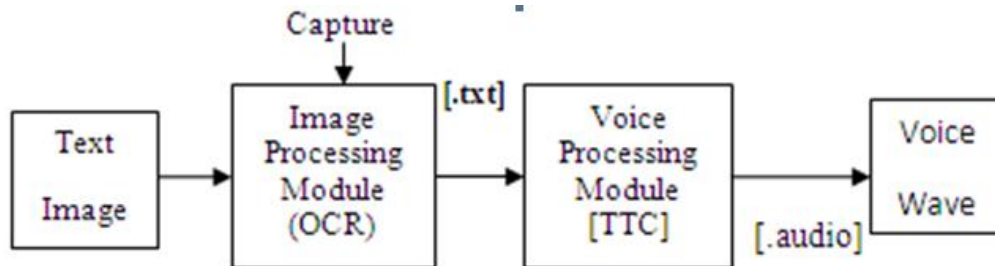 Capture
Text
Image
Image
Processing
Module
(OCR)
[.txt]
Voice
Processing
Module
[TTC]
[.audio]
Voice
Wave